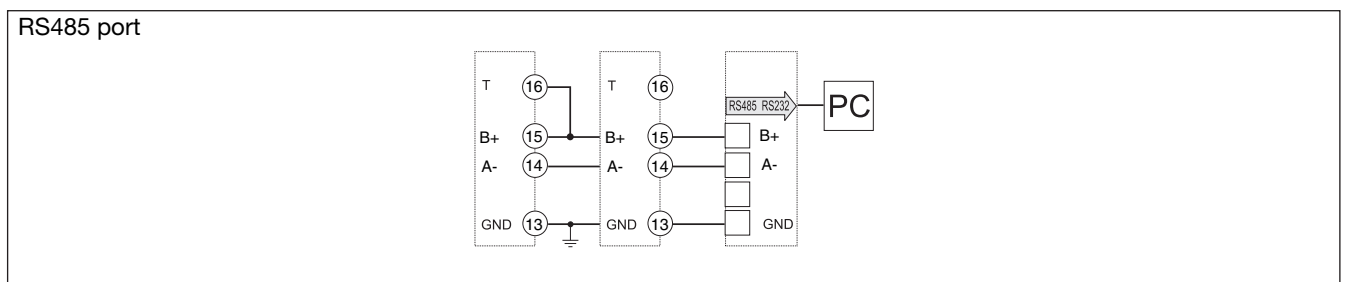 RS485 port
T 16 T 16
RS485 RS232 PC
B+ 15 B+ 15 B+
A- 14 A- 14 A-
GND 13 GND 13 GND